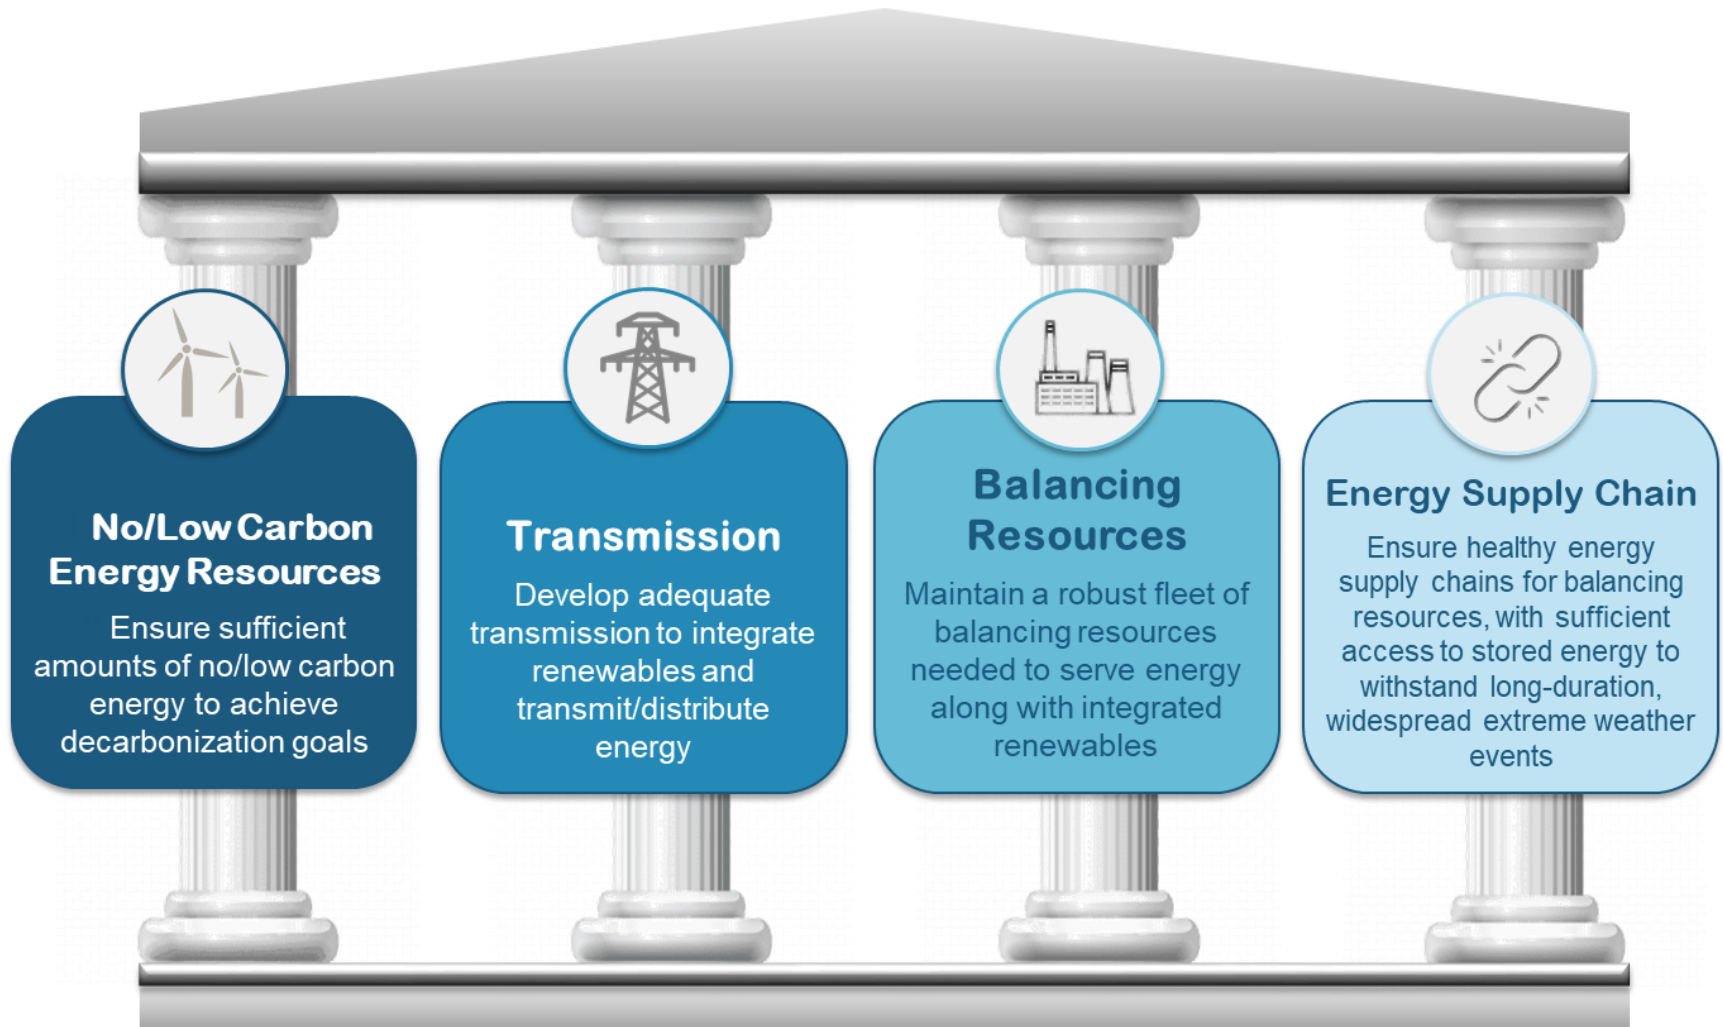 No/Low Carbon
Energy Resources
Ensure sufficient
amounts of no/low carbon
energy to achieve
decarbonization goals
Transmission
Develop adequate
transmission to integrate
renewables and
transmit/distribute
energy
Balancing
Resources
Maintain a robust fleet of
balancing resources
needed to serve energy
along with integrated
renewables
Energy Supply Chain
Ensure healthy energy
supply chains for balancing
resources, with sufficient
access to stored energy to
withstand long-duration,
widespread extreme weather
events